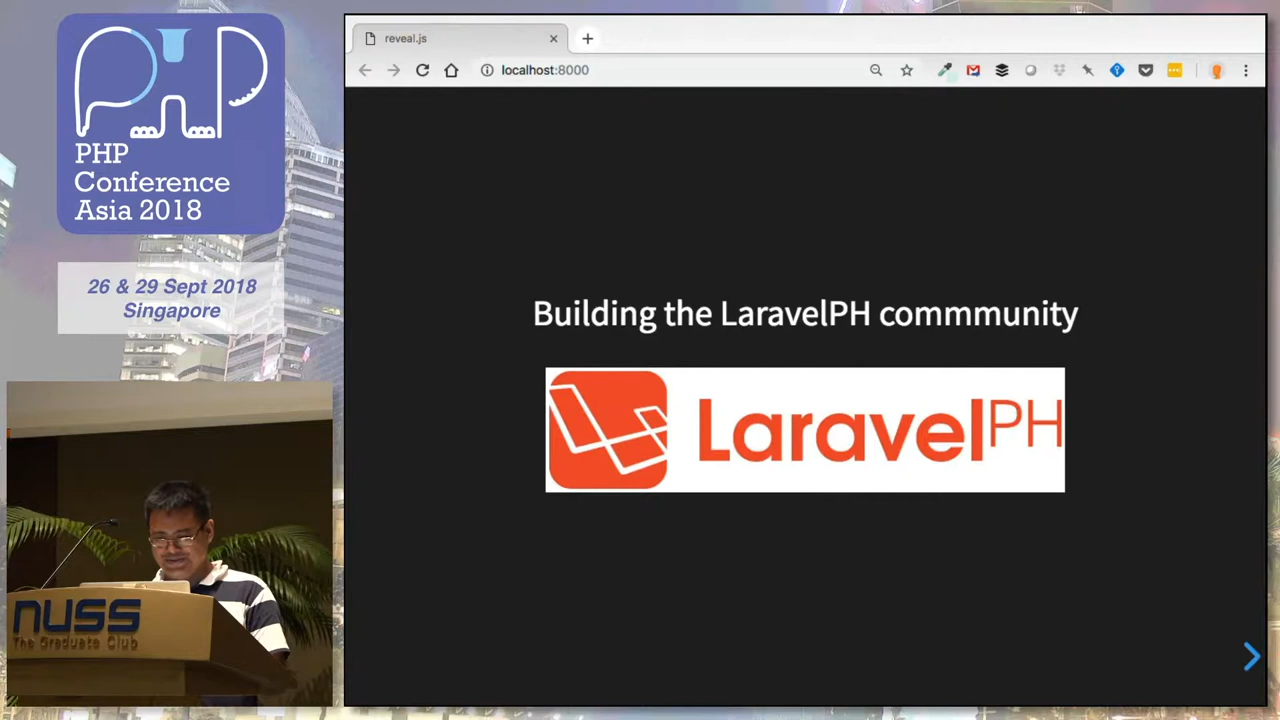 PHP
PHP
Conference
Asia 2018
26 & 29 Sept 2018
Singapore
nuss
The Graduate Club
reveal.js
localhost:8000
Building the LaravelPH commmunity
LaravelPH